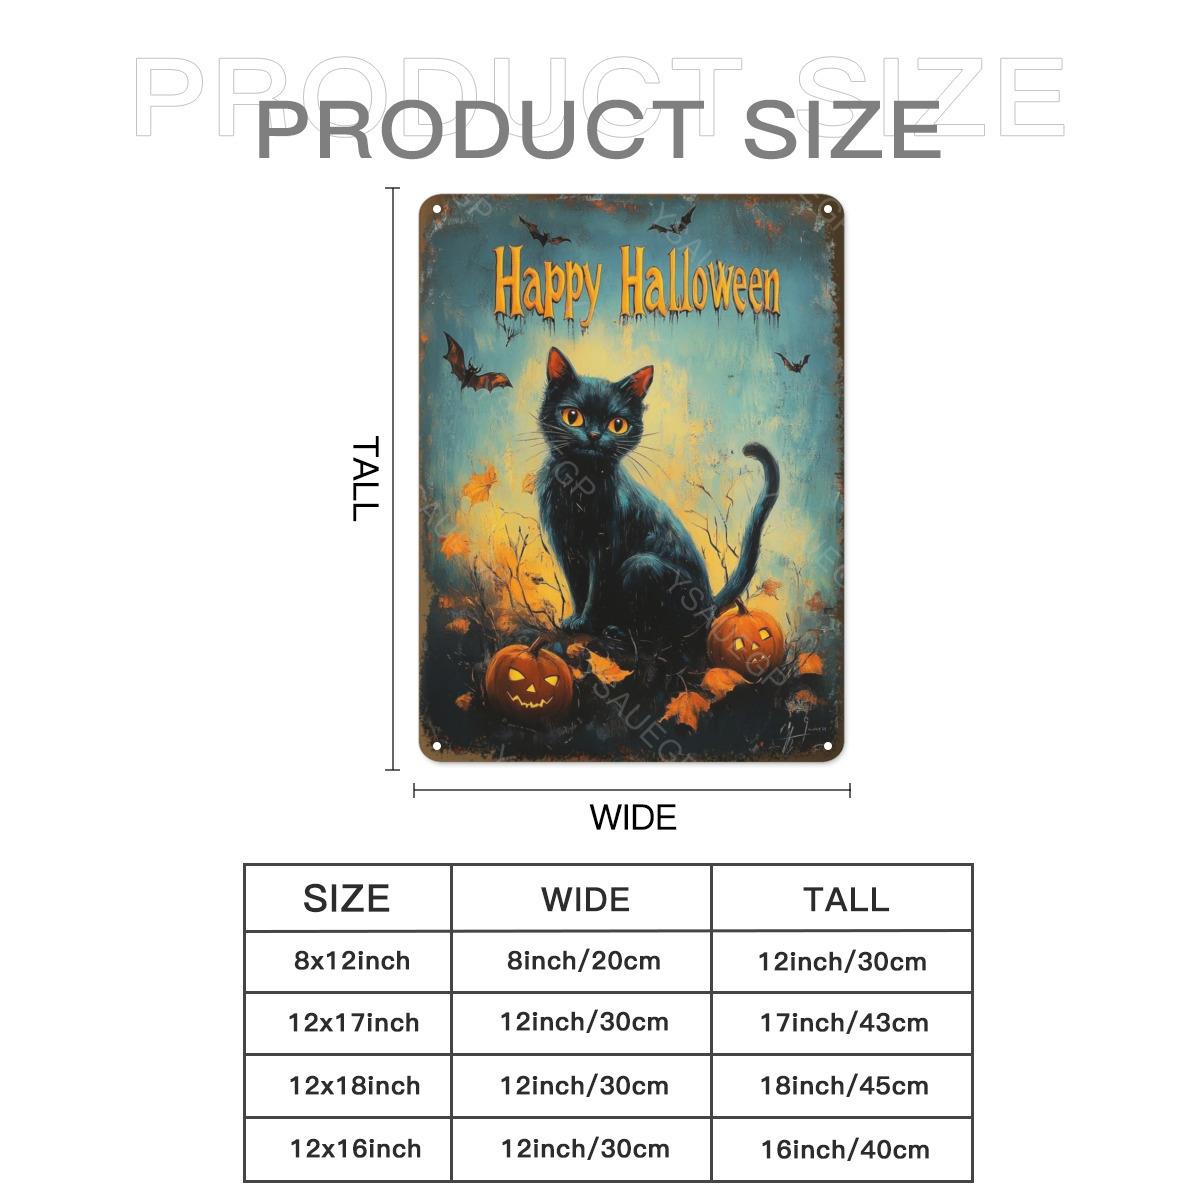 PRODUCT SIZE
PRODUCT SIZE
Happy Halloween
YSAUEGP
TALL
WIDE
SIZE WIDE TALL
8x12inch 8inch/20cm 12inch/30cm
12x17inch 12inch/30cm 17inch/43cm
12x18inch 12inch/30cm 18inch/45cm
12x16inch 12inch/30cm 16inch/40cm